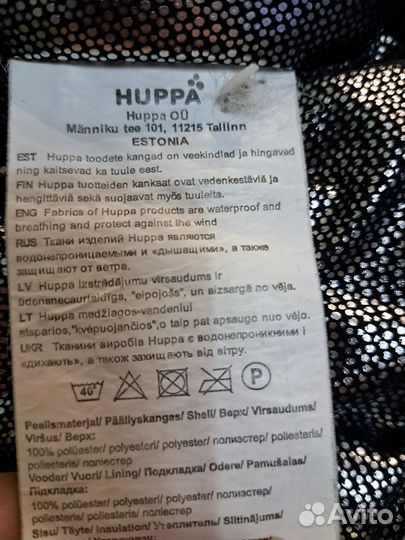 HUPPA
Huppa OÜ
Männiku tee 101, 11215 Tallinn
ESTONIA
EST Huppa toodete kangad on veekindlad ja hingavad
ning kaitsevad ka tuule eest.
FIN Huppa tuotteiden kankaat ovat vedenkestäviä ja
hengittäviä sekä suojaavat myös tuulelta.
ENG Fabrics of Huppa products are waterproof and
breathing and protect against the wind
RUS Ткани изделий Huppa являются
водонепроницаемыми и «дышащими», а также
защищают от ветра.
LV Huppa izstrādājumu virsaudums ir
ūdonsnecaurlaidīgs, "elpojošs", un aizsargā no vēja.
LT Huppa medžiagos-vandeniui
atsparios,"kvėpuojančios",o taip pat apsaugo nuo vėjo.
UKR Тканини виробів Huppa є водонепроникними і
«дихають», а також захищають від вітру.
40°
P
Pealismaterjal/ Päällyskangas/ Shell/ Верх/ Virsaudums/
Viršus/ Верх:
100% polüester/ polyesteri/ polyester/ полиэстер/ poliesteris/
poliesteris/ полиэстер
Vooder/ Vuori/ Lining/ Подкладка/ Odere/ Pamušalas/
Підкладка:
100% polüester/ polyesteri/ polyester/ полиэстер/ poliesteris/
poliesteris/ полиэстер
Sisu/ Täyte/ Insulation/ Утеплитель/ Siltinājums/
Avito